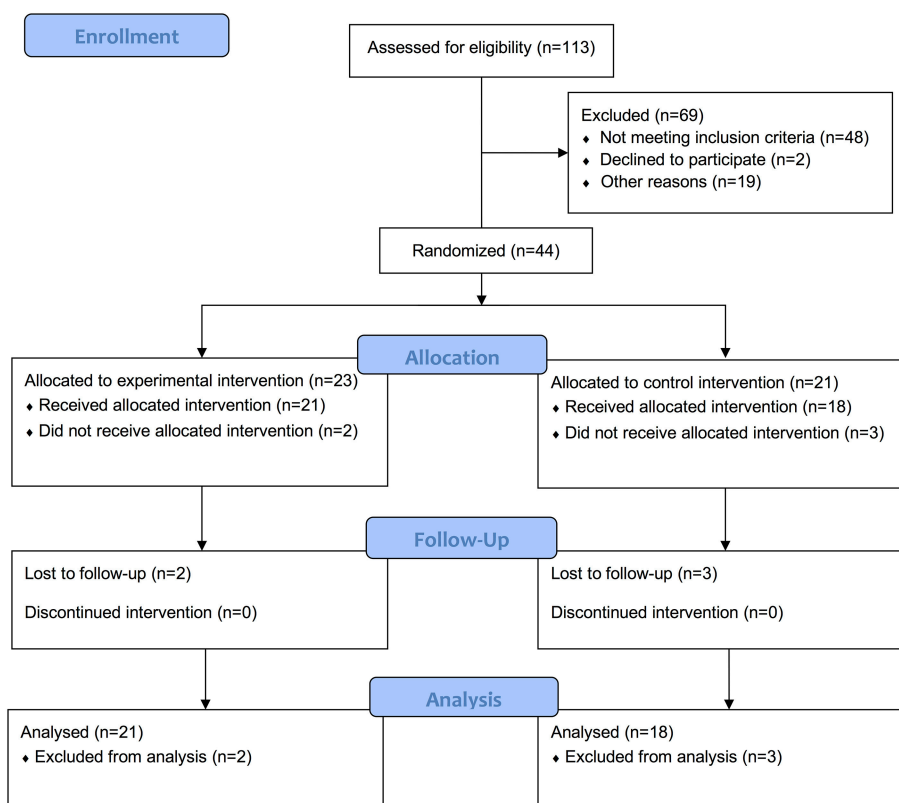 Enrollment
Assessed for eligibility (n=113)
Excluded (n=69)
♦ Not meeting inclusion criteria (n=48)
♦ Declined to participate (n=2)
♦ Other reasons (n=19)
Randomized (n=44)
Allocation
Allocated to experimental intervention (n=23)
♦ Received allocated intervention (n=21)
♦ Did not receive allocated intervention (n=2)
Allocated to control intervention (n=21)
♦ Received allocated intervention (n=18)
♦ Did not receive allocated intervention (n=3)
Follow-Up
Lost to follow-up (n=2)
Discontinued intervention (n=0)
Lost to follow-up (n=3)
Discontinued intervention (n=0)
Analysis
Analysed (n=21)
♦ Excluded from analysis (n=2)
Analysed (n=18)
♦ Excluded from analysis (n=3)